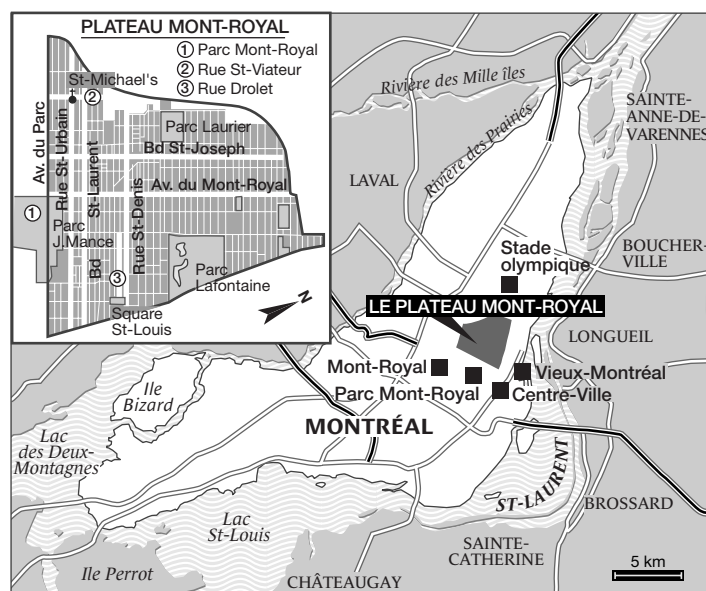 PLATEAU MONT-ROYAL
① Parc Mont-Royal
② Rue St-Viateur
③ Rue Drolet
St-Michael's
②
Av. du Parc
Rue St-Urbain
Bd St-Laurent
Rue St-Denis
Parc Laurier
Bd St-Joseph
Av. du Mont-Royal
①
Parc
J.Mance
③
Parc
Lafontaine
Square
St-Louis
N
Rivière des Mille îles
Rivière des Prairies
SAINTE-
ANNE-DE-
VARENNES
LAVAL
BOUCHER-
VILLE
Stade
olympique
LE PLATEAU MONT-ROYAL
LONGUEIL
Mont-Royal
Vieux-Montréal
Parc Mont-Royal
Centre-Ville
Ile
Bizard
MONTRÉAL
Lac
des Deux-
Montagnes
ST-LAURENT
BROSSARD
Lac
St-Louis
SAINTE-
CATHERINE
Ile Perrot
CHÂTEAUGAY
5 km